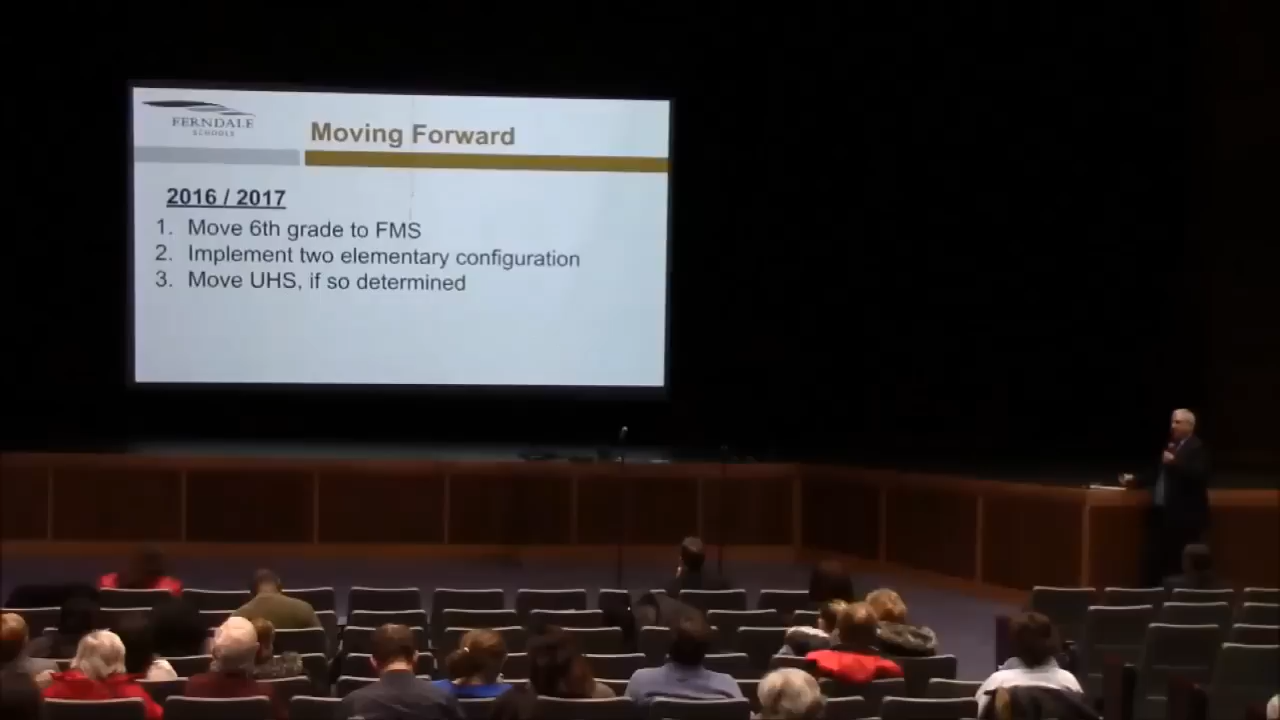 FERNDALE
SCHOOLS
Moving Forward
2016 / 2017
1. Move 6th grade to FMS
2. Implement two elementary configuration
3. Move UHS, if so determined